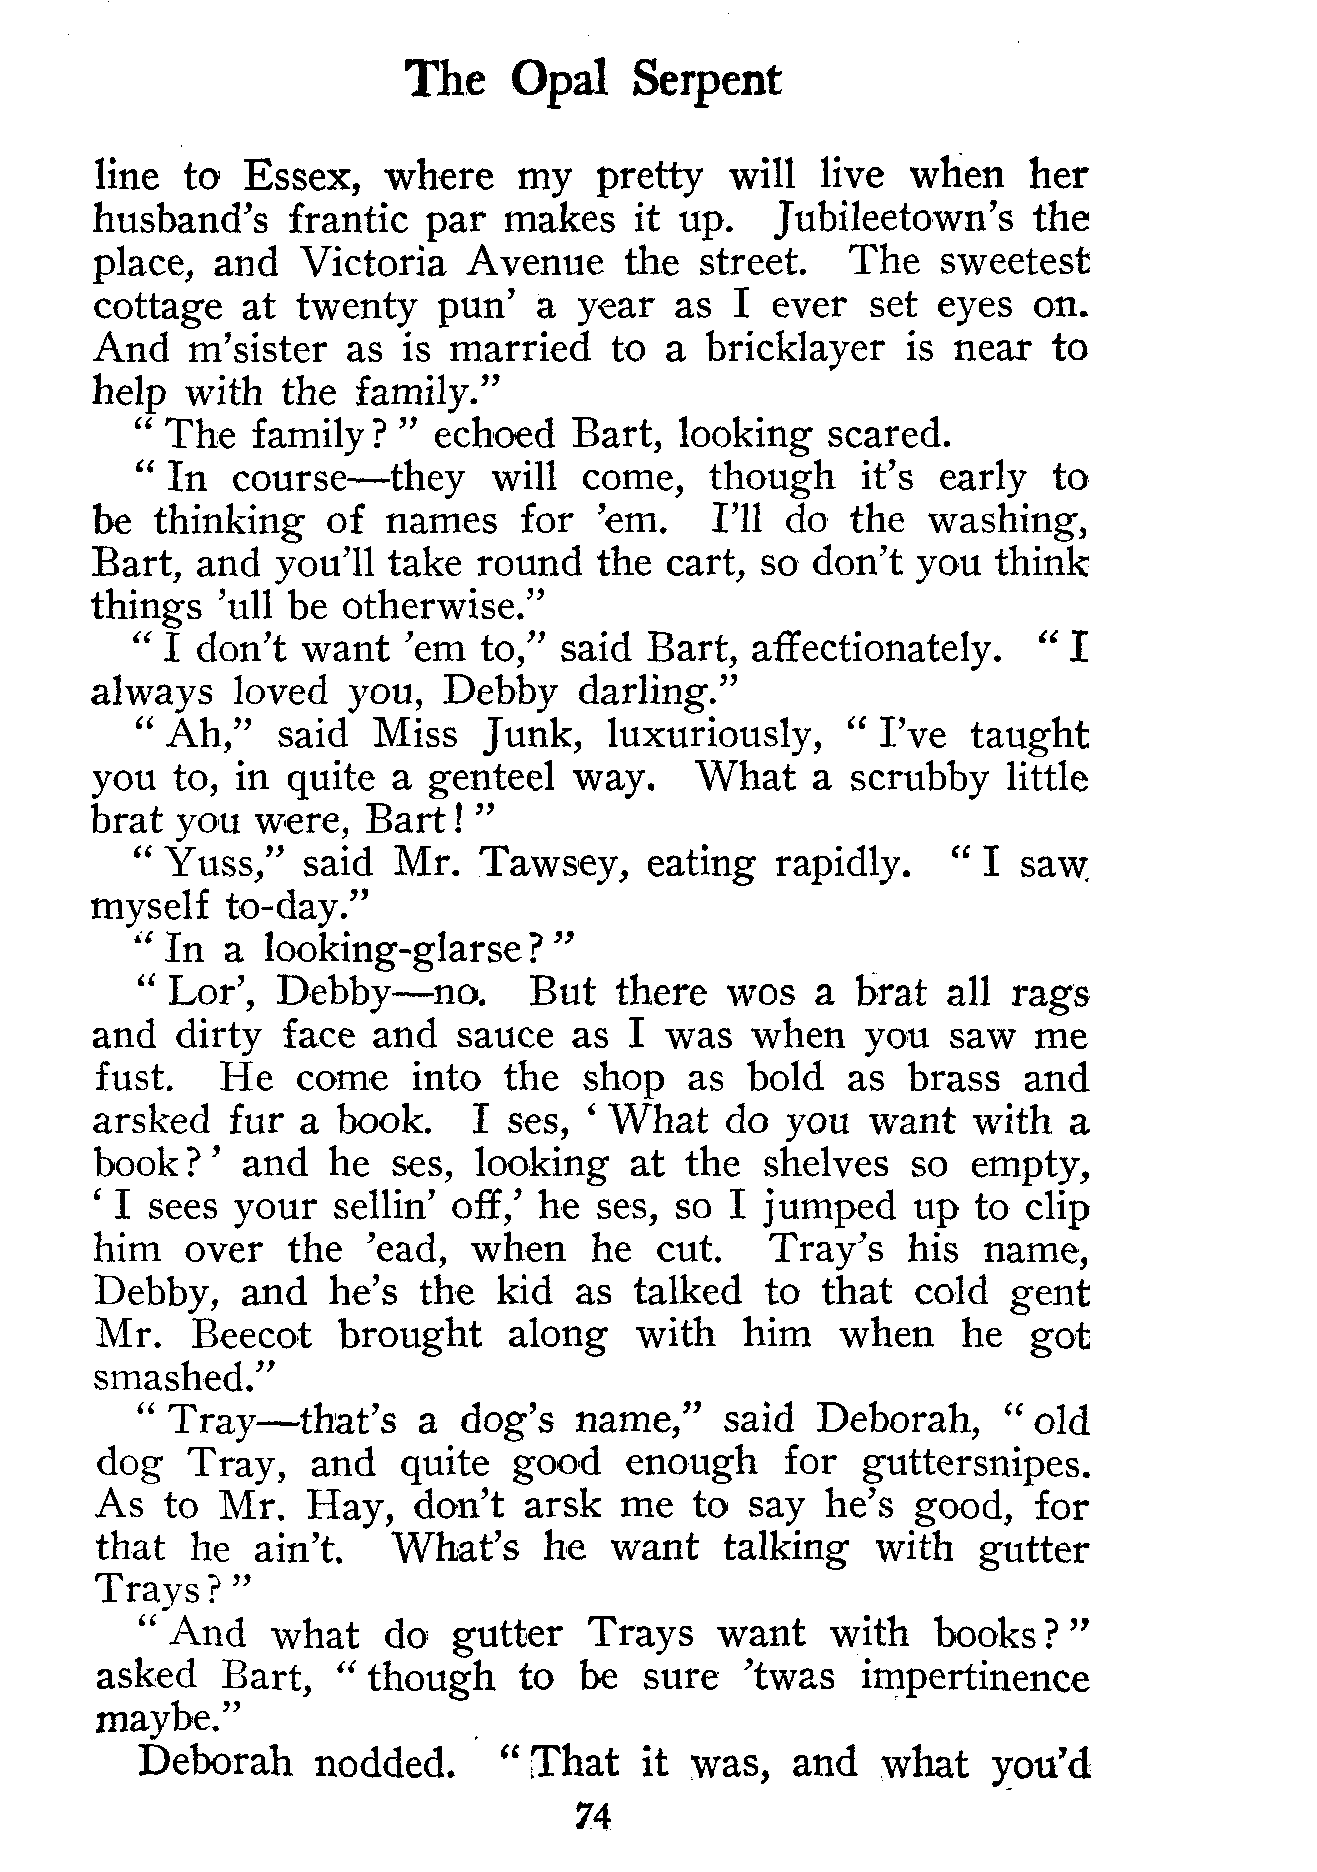 The Opal Serpent
line to Essex, where my pretty will live when her
husband's frantic par makes it up. Jubileetown's the
place, and Victoria Avenue the street. The sweetest
cottage at twenty pun' a year as I ever set eyes on.
And m'sister as is married to a bricklayer is near to
help with the family."
"The family?" echoed Bart, looking scared.
"In course—they will come, though it's early to
be thinking of names for 'em. I'll do the washing,
Bart, and you'll take round the cart, so don't you think
things 'ull be otherwise."
"I don't want 'em to," said Bart, affectionately. "I
always loved you, Debby darling."
"Ah," said Miss Junk, luxuriously, "I've taught
you to, in quite a genteel way. What a scrubby little
brat you were, Bart!"
"Yuss," said Mr. Tawsey, eating rapidly. "I saw
myself to-day."
"In a looking-glarse?"
"Lor', Debby—no. But there wos a brat all rags
and dirty face and sauce as I was when you saw me
fust. He come into the shop as bold as brass and
arsked fur a book. I ses, 'What do you want with a
book?' and he ses, looking at the shelves so empty,
'I sees your sellin' off,' he ses, so I jumped up to clip
him over the 'ead, when he cut. Tray's his name,
Debby, and he's the kid as talked to that cold gent
Mr. Beecot brought along with him when he got
smashed."
"Tray—that's a dog's name," said Deborah, "old
dog Tray, and quite good enough for guttersnipes.
As to Mr. Hay, don't arsk me to say he's good, for
that he ain't. What's he want talking with gutter
Trays?"
"And what do gutter Trays want with books?"
asked Bart, "though to be sure 'twas impertinence
maybe."
Deborah nodded. "That it was, and what you'd
74